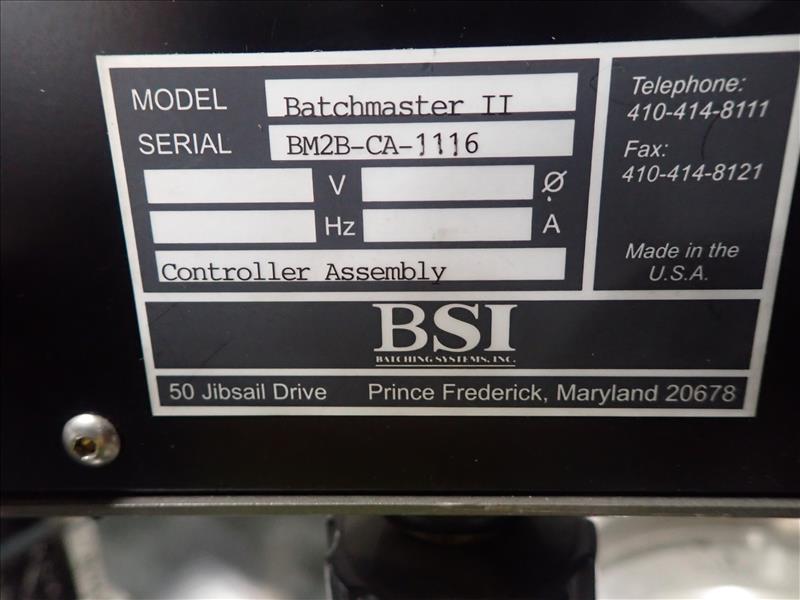 MODEL Batchmaster II
SERIAL BM2B-CA-1116
V Ø
Hz A
Controller Assembly
Telephone:
410-414-8111
Fax:
410-414-8121
Made in the
U.S.A.
BSI
BATCHING SYSTEMS, INC.
50 Jibsail Drive Prince Frederick, Maryland 20678